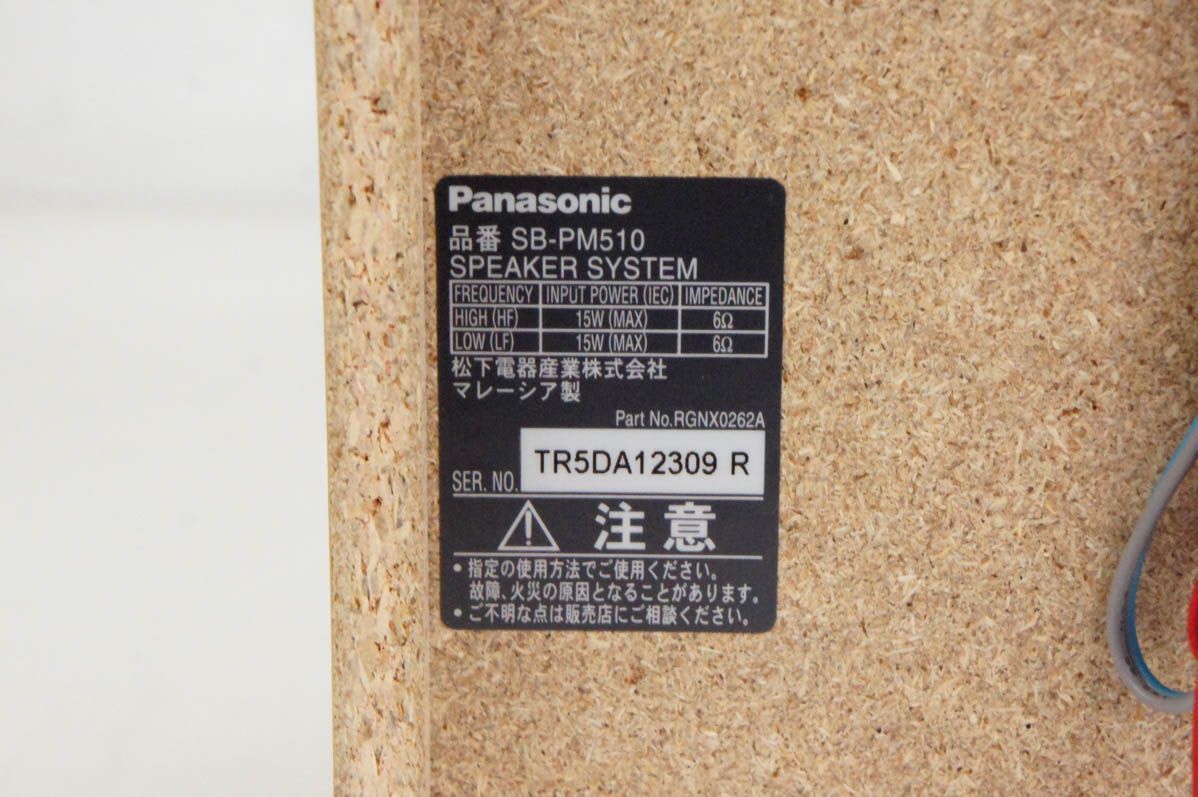 Panasonic
品番 SB-PM510
SPEAKER SYSTEM
FREQUENCY INPUT POWER (IEC) IMPEDANCE
HIGH (HF) 15W (MAX) 6Ω
LOW (LF) 15W (MAX) 6Ω
松下電器産業株式会社
マレーシア製
Part No.RGNX0262A
SER. NO. TR5DA12309 R
注意
• 指定の使用方法でご使用ください。
故障、火災の原因となることがあります。
• ご不明な点は販売店にご相談ください。